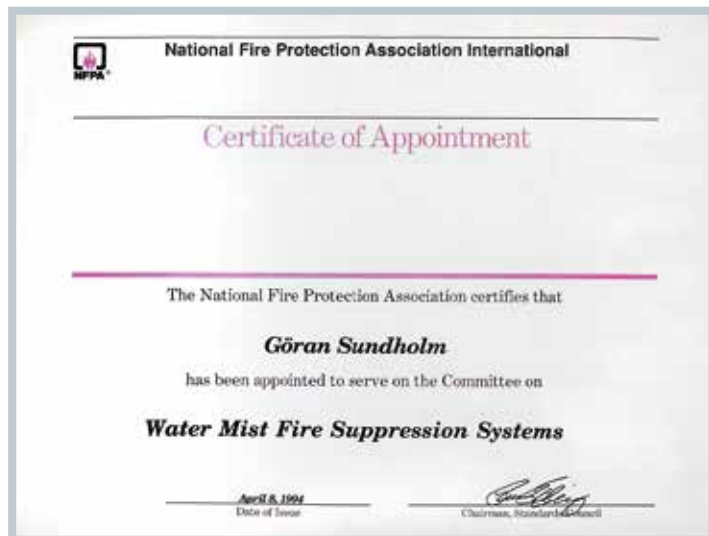 National Fire Protection Association International
NFPA®
Certificate of Appointment
The National Fire Protection Association certifies that
Göran Sundholm
has been appointed to serve on the Committee on
Water Mist Fire Suppression Systems
April 8, 1994
Date of Issue
Chairman, Standards Council